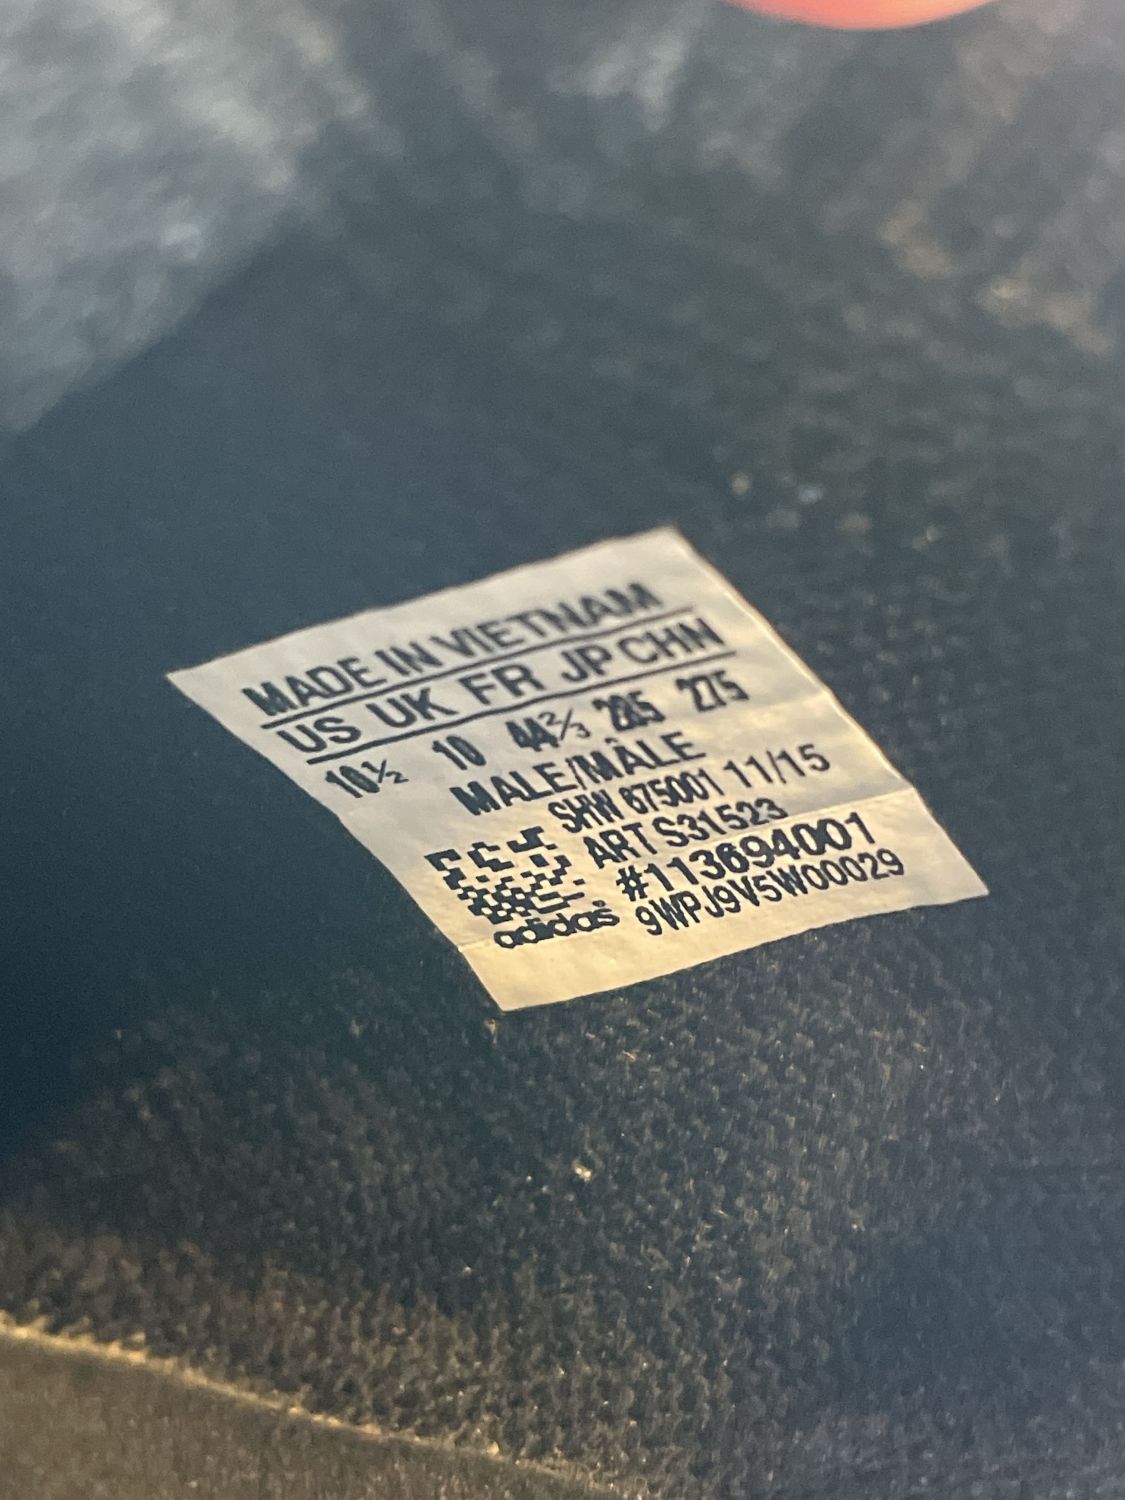 MADE IN VIETNAM
US UK FR JP CHN
10½ 10 44⅔ 285 275
MALE/MÂLE
SHW 675001 11/15
ART S31523
#113694001
adidas® 9WPJ9V5W00029